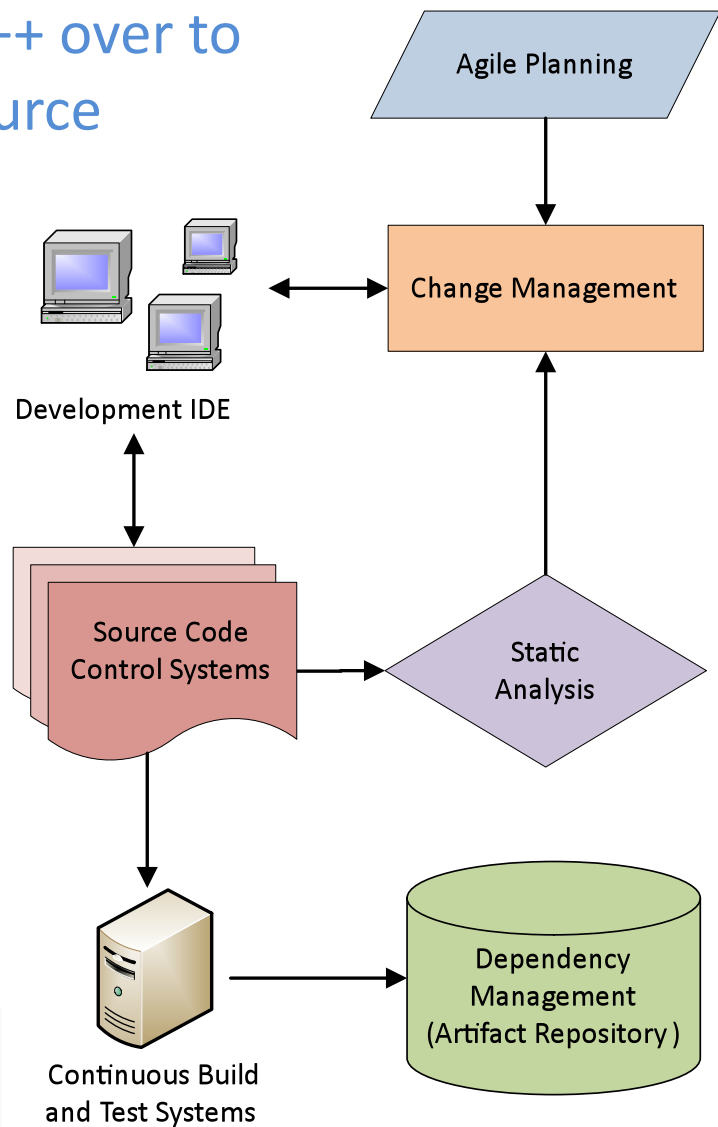 ++ over to
urce
Agile Planning
Change Management
Development IDE
Source Code
Control Systems
Static
Analysis
Dependency
Management
(Artifact Repository )
Continuous Build
and Test Systems